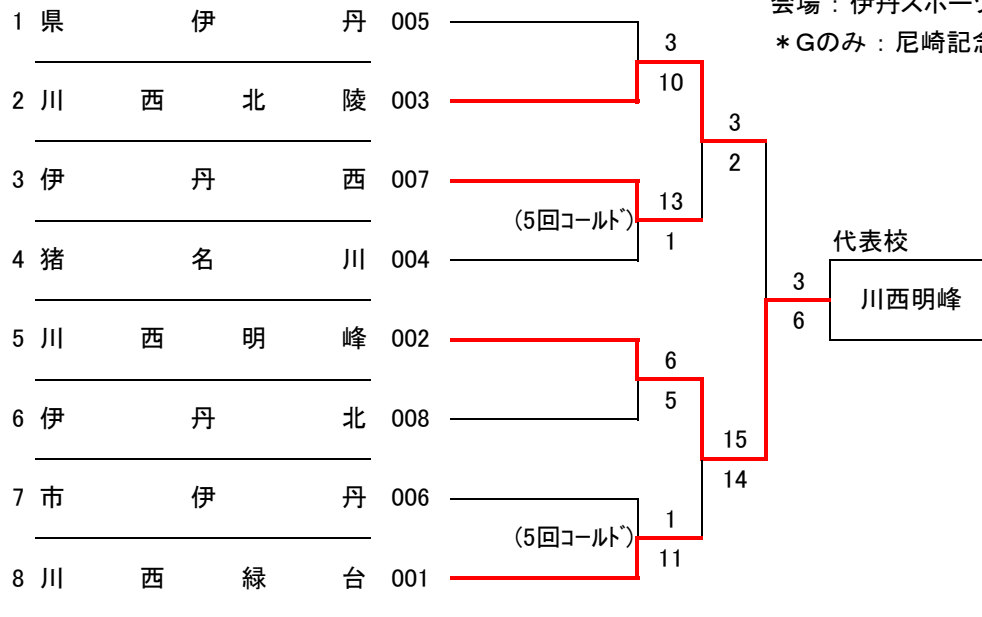 会場：伊丹スポーツ
＊Gのみ：尼崎記念
1 県伊丹 005
3
10
2 川西北陵 003
3
2
3 伊丹西 007
13
(5回コールド)
1
4 猪名川 004
代表校
3
川西明峰
6
5 川西明峰 002
6
5
6 伊丹北 008
15
14
7 市伊丹 006
1
(5回コールド)
11
8 川西緑台 001